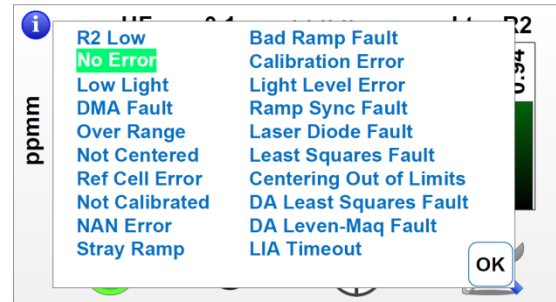 R2 Low
No Error
Low Light
DMA Fault
Over Range
Not Centered
Ref Cell Error
Not Calibrated
NAN Error
Stray Ramp
Bad Ramp Fault
Calibration Error
Light Level Error
Ramp Sync Fault
Laser Diode Fault
Least Squares Fault
Centering Out of Limits
DA Least Squares Fault
DA Leven-Maq Fault
LIA Timeout
OK
ppmm
0.94